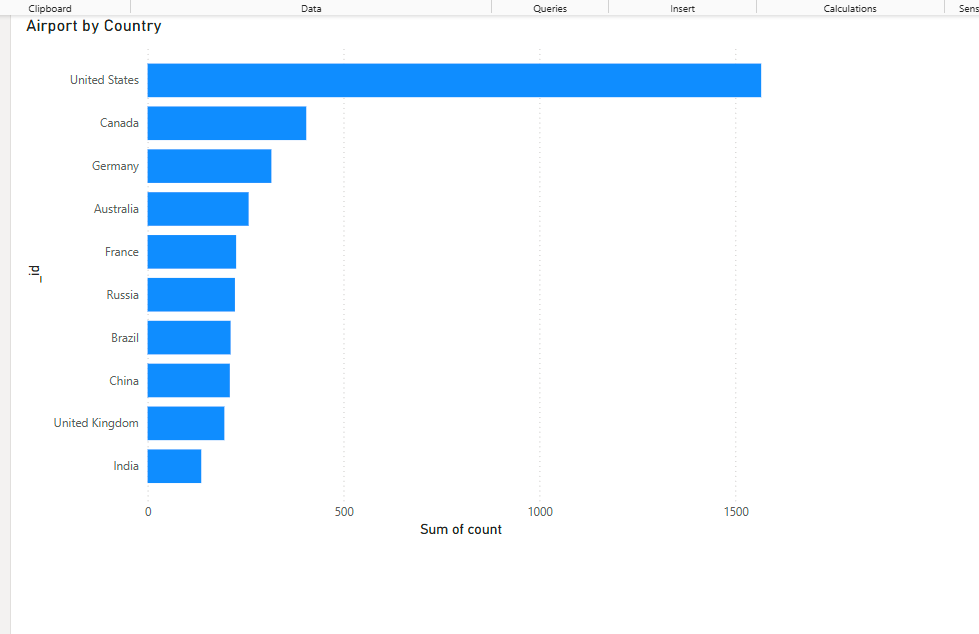 Clipboard Data Queries Insert Calculations
Airport by Country
United States
Canada
Germany
Australia
France
_id
Russia
Brazil
China
United Kingdom
India
0 500 1000 1500
Sum of count